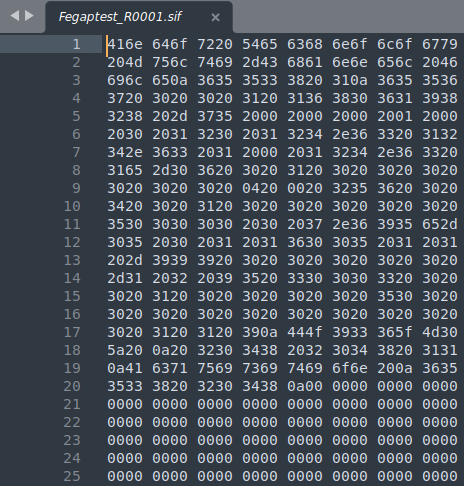 Fegaptest_R0001.sif ×
1 416e 646f 7220 5465 6368 6e6f 6c6f 6779
2 204d 756c 7469 2d43 6861 6e6e 656c 2046
3 696c 650a 3635 3533 3820 310a 3635 3536
4 3720 3020 3020 3120 3136 3830 3631 3938
5 3238 202d 3735 2000 2000 2000 2001 2000
6 2030 2031 3230 2031 3234 2e36 3320 3132
7 342e 3633 2031 2000 2031 3234 2e36 3320
8 3165 2d30 3620 3020 3120 3020 3020 3020
9 3020 3020 3020 0420 0020 3235 3620 3020
10 3420 3020 3120 3020 3020 3020 3020 3020
11 3530 3030 3030 2030 2037 2e36 3935 652d
12 3035 2030 2031 2031 3630 3035 2031 2031
13 202d 3939 3920 3020 3020 3020 3020 3020
14 2d31 2032 2039 3520 3330 3030 3320 3020
15 3020 3120 3020 3020 3020 3020 3530 3020
16 3020 3020 3020 3020 3020 3020 3020 3020
17 3020 3120 3120 390a 444f 3933 365f 4d30
18 5a20 0a20 3230 3438 2032 3034 3820 3131
19 0a41 6371 7569 7369 7469 6f6e 200a 3635
20 3533 3820 3230 3438 0a00 0000 0000 0000
21 0000 0000 0000 0000 0000 0000 0000 0000
22 0000 0000 0000 0000 0000 0000 0000 0000
23 0000 0000 0000 0000 0000 0000 0000 0000
24 0000 0000 0000 0000 0000 0000 0000 0000
25 0000 0000 0000 0000 0000 0000 0000 0000